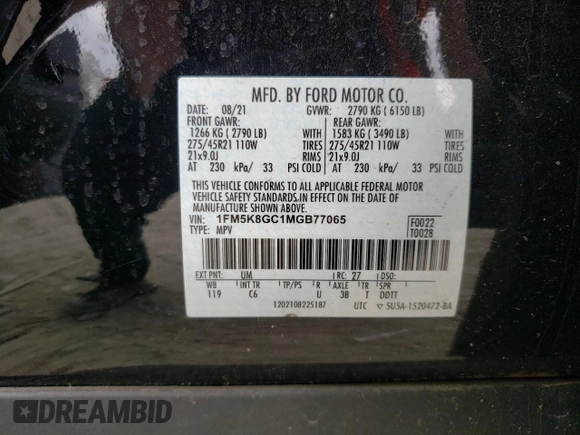 MFD. BY FORD MOTOR CO.
DATE: 08/21 GVWR: 2790 KG ( 6150 LB)
FRONT GAWR: REAR GAWR:
1266 KG ( 2790 LB) WITH 1583 KG ( 3490 LB) WITH
275/45R21 110W TIRES 275/45R21 110W TIRES
21x9.0J RIMS 21x9.0J RIMS
AT 230 kPa/ 33 PSI COLD AT 230 kPa/ 33 PSI COLD
THIS VEHICLE CONFORMS TO ALL APPLICABLE FEDERAL MOTOR
VEHICLE SAFETY STANDARDS IN EFFECT ON THE DATE OF
MANUFACTURE SHOWN ABOVE.
VIN: 1FM5K8GC1MGB77065 F0022
TYPE: MPV T0028
EXT PNT: UM RC: 27 DSO:
WB INT TR TP/PS R AXLE TR SPR
119 C6 U 3B T DDTT
1202108225187 UTC ▽ SU5A-1520472-BA
DREAMBID